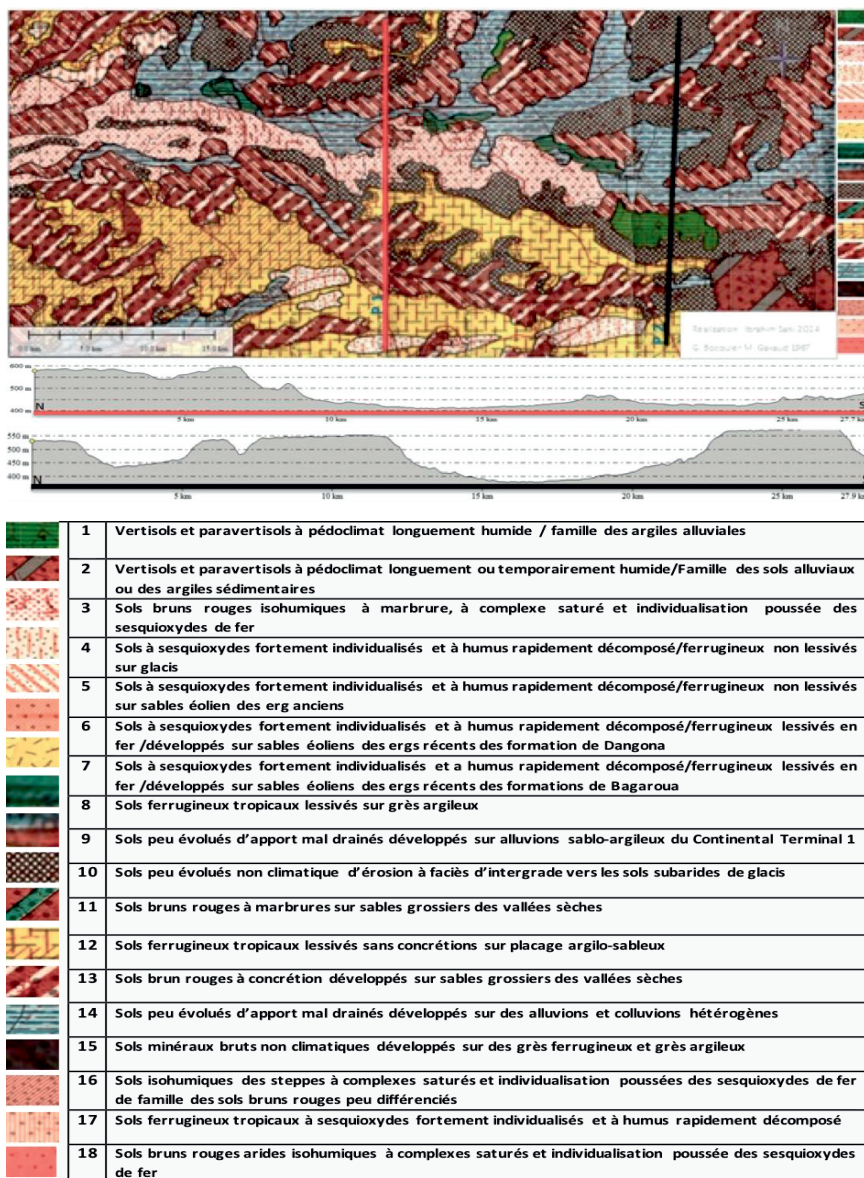 0.0 km 5.0 km 10.0 km 15.0 km
Réalisation: Ibrahim Sani 2014
G. Bocquier M. Gavaud 1967
600 m
500 m
400 m
N
5 km 10 km 15 km 20 km 25 km 27.9 k
550 m
500 m
450 m
400 m
N
5 km 10 km 15 km 20 km 25 km 27.9 k
1 Vertisols et paravertisols à pédoclimat longuement humide / famille des argiles alluviales
2 Vertisols et paravertisols à pédoclimat longuement ou temporairement humide/Famille des sols alluviaux
ou des argiles sédimentaires
3 Sols bruns rouges isohumiques à marbrure, à complexe saturé et individualisation poussée des
sesquioxydes de fer
4 Sols à sesquioxydes fortement individualisés et à humus rapidement décomposé/ferrugineux non lessivés
sur glacis
5 Sols à sesquioxydes fortement individualisés et à humus rapidement décomposé/ferrugineux non lessivés
sur sables éolien des erg anciens
6 Sols à sesquioxydes fortement individualisés et à humus rapidement décomposé/ferrugineux lessivés en
fer /développés sur sables éoliens des ergs récents des formation de Dangona
7 Sols à sesquioxydes fortement individualisés et a humus rapidement décomposé/ferrugineux lessivés en
fer /développés sur sables éoliens des ergs récents des formations de Bagaroua
8 Sols ferrugineux tropicaux lessivés sur grès argileux
9 Sols peu évolués d'apport mal drainés développés sur alluvions sablo-argileux du Continental Terminal 1
10 Sols peu évolués non climatique d'érosion à faciès d'intergrade vers les sols subarides de glacis
11 Sols bruns rouges à marbrures sur sables grossiers des vallées sèches
12 Sols ferrugineux tropicaux lessivés sans concrétions sur placage argilo-sableux
13 Sols brun rouges à concrétion développés sur sables grossiers des vallées sèches
14 Sols peu évolués d'apport mal drainés développés sur des alluvions et colluvions hétérogènes
15 Sols minéraux bruts non climatiques développés sur des grès ferrugineux et grès argileux
16 Sols isohumiques des steppes à complexes saturés et individualisation poussées des sesquioxydes de fer
de famille des sols bruns rouges peu différenciés
17 Sols ferrugineux tropicaux à sesquioxydes fortement individualisés et à humus rapidement décomposé
18 Sols bruns rouges arides isohumiques à complexes saturés et individualisation poussée des sesquioxydes
de fer